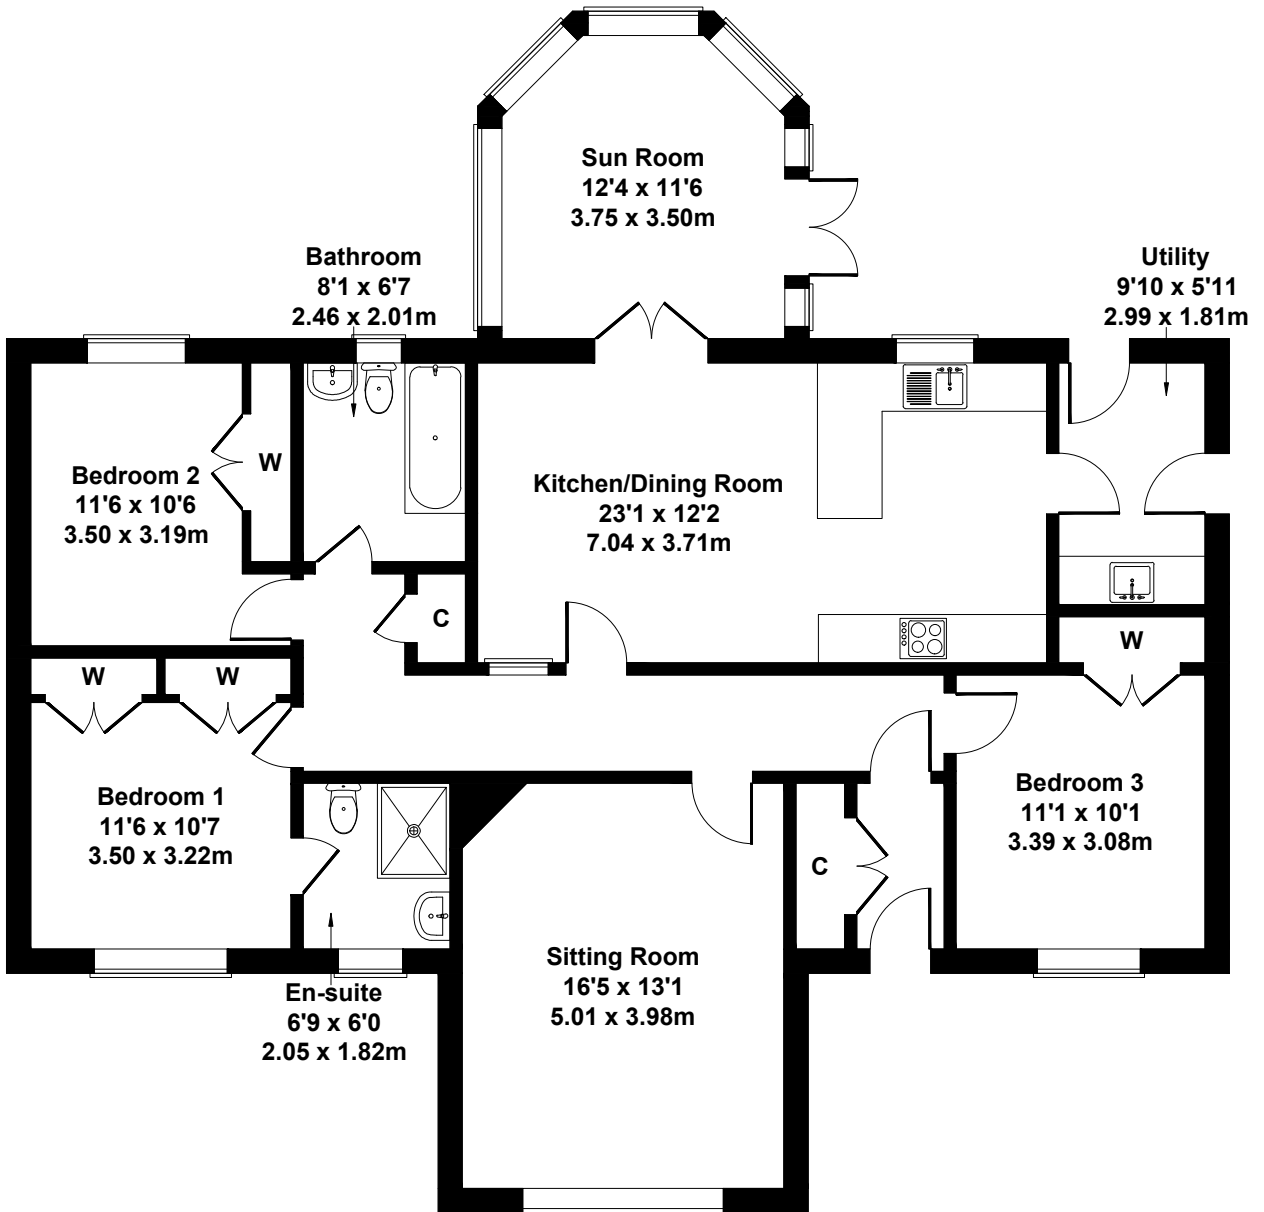 Sun Room
12'4 x 11'6
3.75 x 3.50m
Bathroom
8'1 x 6'7
2.46 x 2.01m
Utility
9'10 x 5'11
2.99 x 1.81m
Bedroom 2
11'6 x 10'6
3.50 x 3.19m
W
Kitchen/Dining Room
23'1 x 12'2
7.04 x 3.71m
C
W
W
W
Bedroom 1
11'6 x 10'7
3.50 x 3.22m
Bedroom 3
11'1 x 10'1
3.39 x 3.08m
C
Sitting Room
16'5 x 13'1
5.01 x 3.98m
En-suite
6'9 x 6'0
2.05 x 1.82m